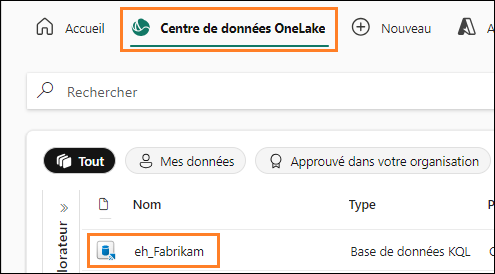 Accueil
Centre de données OneLake
Nouveau
A
Rechercher
Tout
Mes données
Approuvé dans votre organisation
Nom
Type
P
lorateur
eh_Fabrikam
Base de données KQL